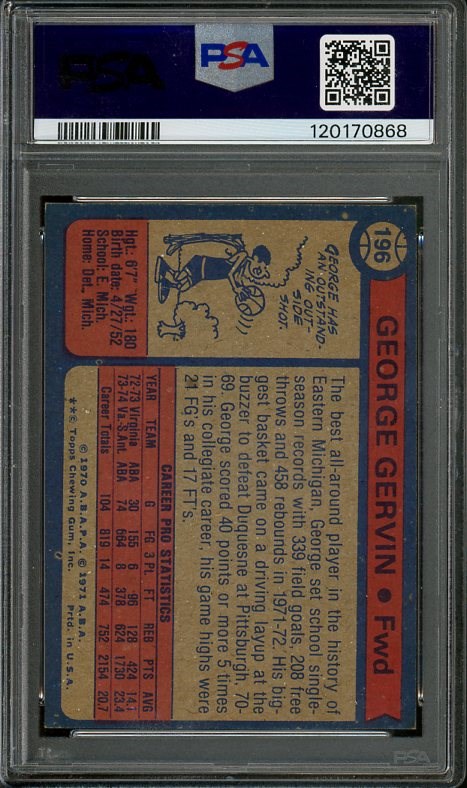 PSA
PSA
120170868
196
GEORGE GERVIN • Fwd
GEORGE HAS
AN OUTSTAND-
ING OUT-
SIDE
SHOT.
Hgt.: 6'7" Wgt.: 180
Birth date: 4/27/52
School: E. Mich.
Home: Det., Mich.
The best all-around player in the history of
Eastern Michigan, George set school single-
season records with 339 field goals, 208 free
throws and 458 rebounds in 1971-72. His big-
gest basket came on a driving layup at the
buzzer to defeat Duquesne at Pittsburgh, 70-
69. George scored 40 points or more 5 times
in his collegiate career, his game highs were
21 FG's and 17 FT's.
CAREER PRO STATISTICS
YEAR TEAM G FG 3 PL FT REB PTS AVG
72-73 Virginia ABA 30 155 6 96 128 424 14.1
73-74 Va.-S.Ant. ABA 74 664 8 378 624 1730 23.4
Career Totals 104 819 14 474 752 2154 20.7
© 1970 A.B.A.P.A. © 1971 A.B.A.
★★© Topps Chewing Gum, Inc. Prtd. in U.S.A.
PSA